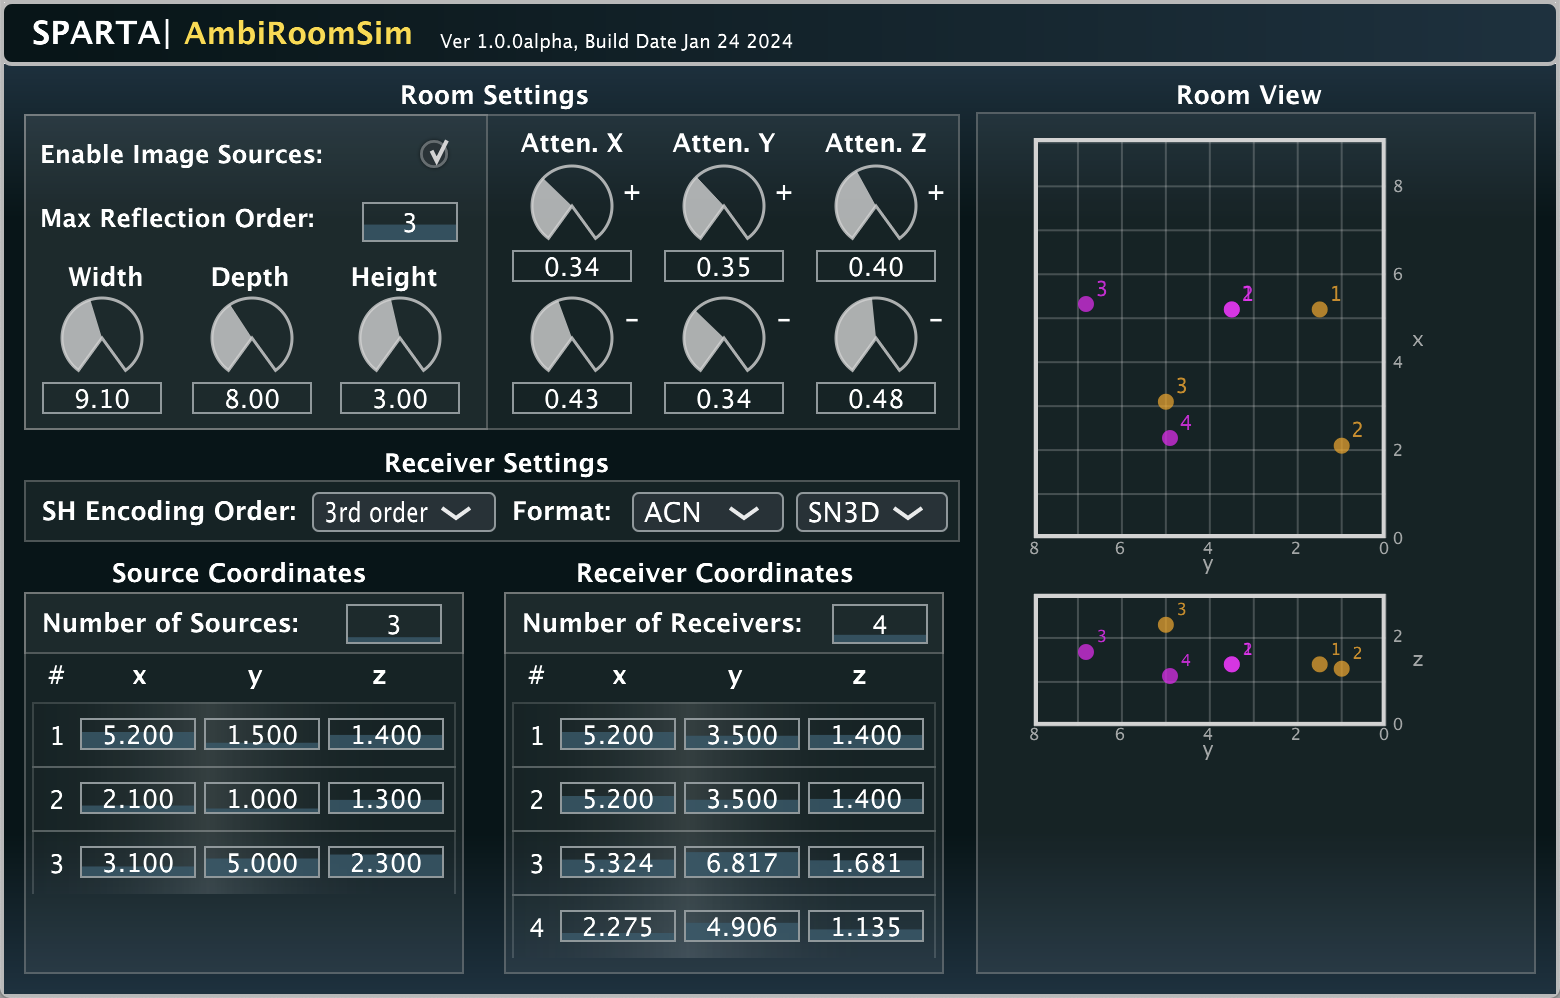 SPARTA| AmbiRoomSim Ver 1.0.0alpha, Build Date Jan 24 2024
Room Settings
Enable Image Sources:
Max Reflection Order: 3
Width Depth Height
9.10 8.00 3.00
Atten. X Atten. Y Atten. Z
+ + +
0.34 0.35 0.40
– – –
0.43 0.34 0.48
Receiver Settings
SH Encoding Order: 3rd order Format: ACN SN3D
Source Coordinates
Number of Sources: 3
# x y z
1 5.200 1.500 1.400
2 2.100 1.000 1.300
3 3.100 5.000 2.300
Receiver Coordinates
Number of Receivers: 4
# x y z
1 5.200 3.500 1.400
2 5.200 3.500 1.400
3 5.324 6.817 1.681
4 2.275 4.906 1.135
Room View
8
6
3 1
x
4
3
4 2
2
0
8 6 4 2 0
y
3
2
3 1 2
4 z
0
8 6 4 2 0
y